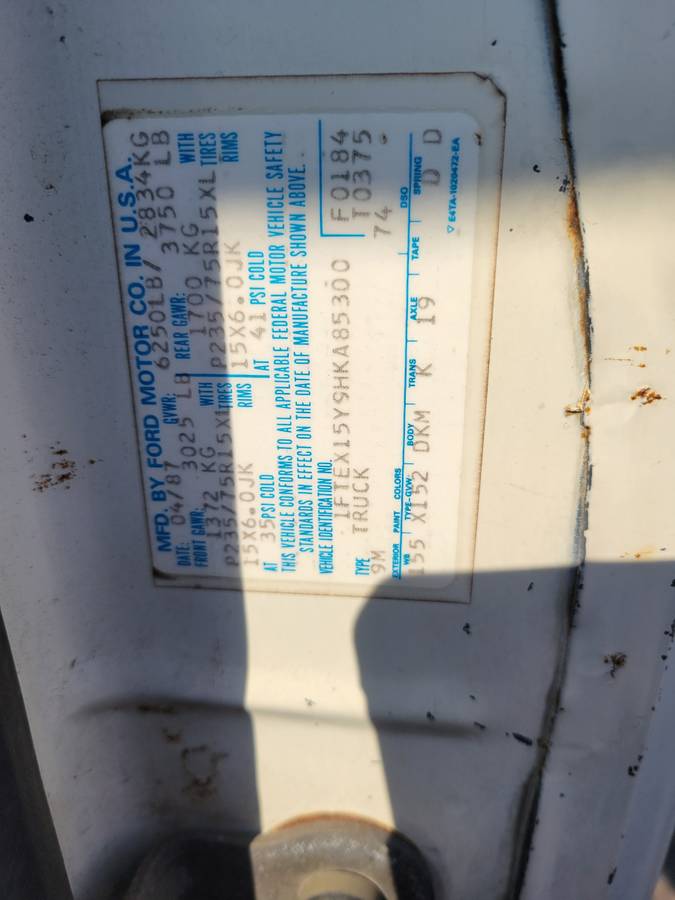 MFD. BY FORD MOTOR CO. IN U.S.A.
DATE: 04/87 GVWR: 6250LB/ 2834KG
FRONT GAWR: 3025 LB REAR GAWR: 3750 LB
1372 KG WITH 1700 KG WITH
P235/75R15XL TIRES P235/75R15XL TIRES
15X6.0JK RIMS 15X6.0JK RIMS
AT 35 PSI COLD AT 41 PSI COLD
THIS VEHICLE CONFORMS TO ALL APPLICABLE FEDERAL MOTOR VEHICLE SAFETY
STANDARDS IN EFFECT ON THE DATE OF MANUFACTURE SHOWN ABOVE.
VEHICLE IDENTIFICATION NO.
1FTEX15Y9HKA85300 F0184
TYPE TRUCK T0375
9M 74
EXTERIOR PAINT COLORS DSO
WB TYPE-GVW BODY TRANS AXLE TAPE SPRING
155 X152 DKM K 19 D D
▽ E4TA-1020472-EA